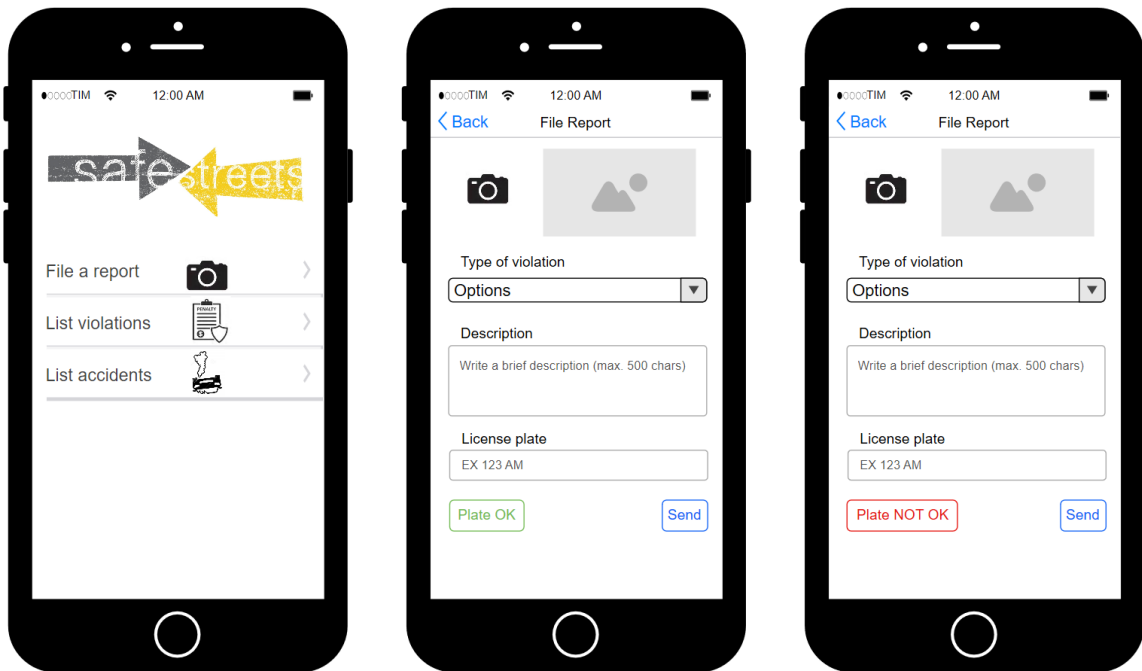 TIM 12:00 AM
safestreets
File a report
List violations
PENALTY
List accidents
TIM 12:00 AM
Back File Report
Type of violation
Options
Description
Write a brief description (max. 500 chars)
License plate
EX 123 AM
Plate OK Send
TIM 12:00 AM
Back File Report
Type of violation
Options
Description
Write a brief description (max. 500 chars)
License plate
EX 123 AM
Plate NOT OK Send